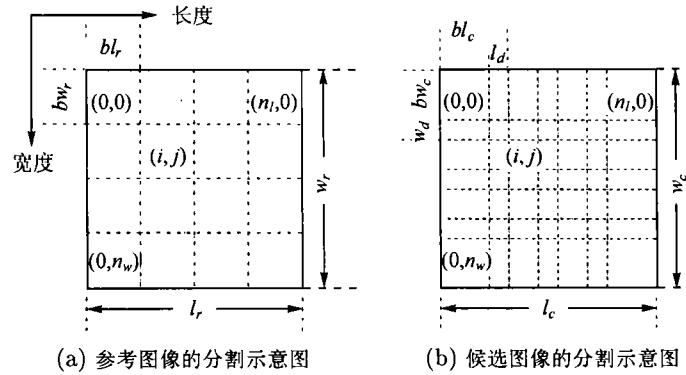 长度
宽度
bl_r
bw_r
(0,0)
(n_l,0)
(i,j)
(0,n_w)
w_r
l_r
(a) 参考图像的分割示意图
bl_c
l_d
bw_c
w_d
(0,0)
(n_l,0)
(i,j)
(0,n_w)
w_c
l_c
(b) 候选图像的分割示意图